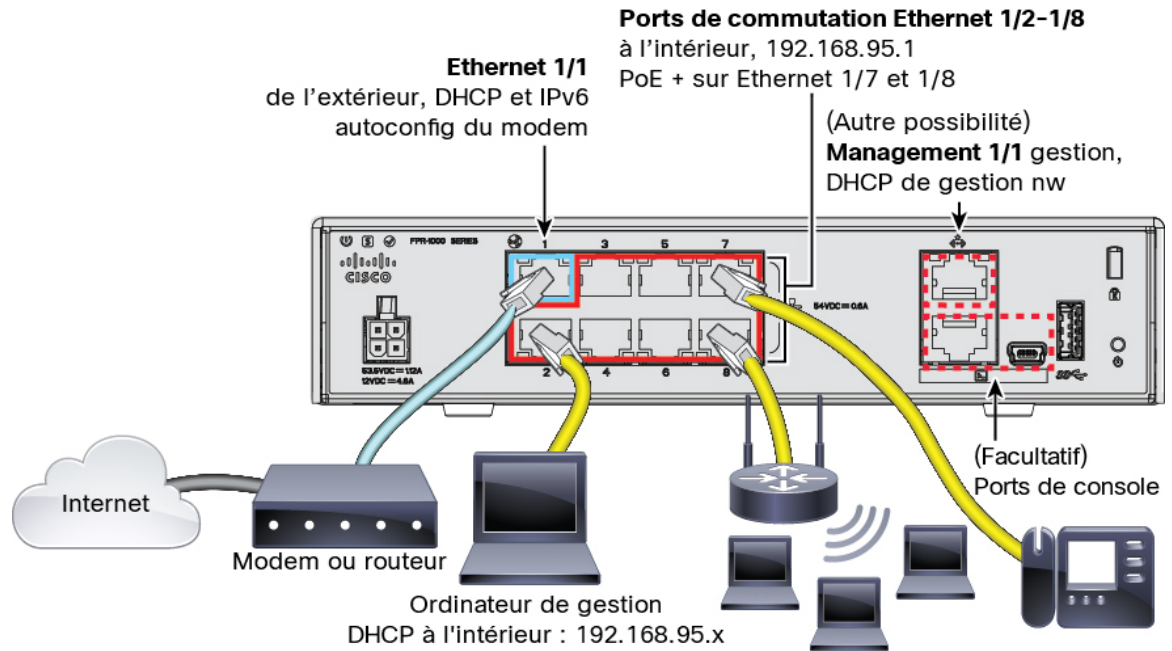 Ports de commutation Ethernet 1/2-1/8
à l'intérieur, 192.168.95.1
PoE + sur Ethernet 1/7 et 1/8
Ethernet 1/1
de l'extérieur, DHCP et IPv6
autoconfig du modem
(Autre possibilité)
Management 1/1 gestion,
DHCP de gestion nw
S
FPR-1000 SERIES
1 3 5 7
CISCO
54VDC⎓0.6A
53.5VDC⎓1.12A
12VDC⎓4.6A
2 4 6 8
(Facultatif)
Ports de console
Internet
Modem ou routeur
Ordinateur de gestion
DHCP à l'intérieur : 192.168.95.x